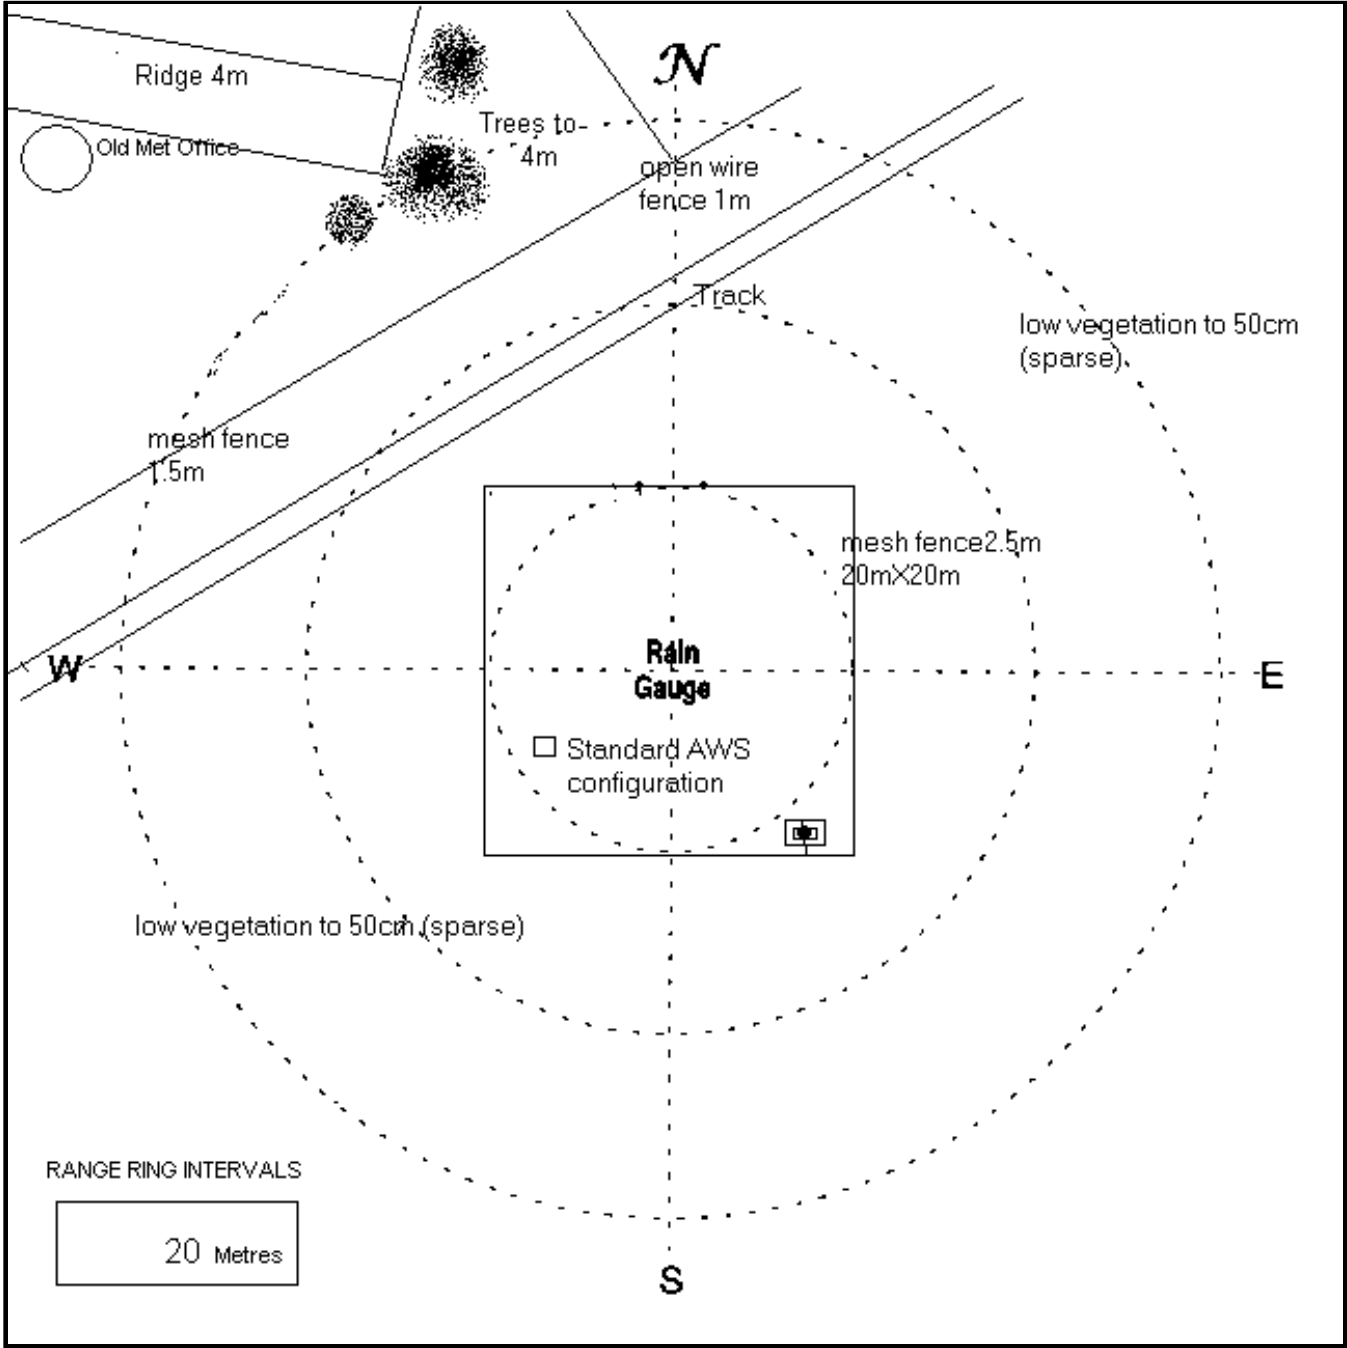 N
Ridge 4m
Old Met Office
Trees to
4m
open wire
fence 1m
Track
low vegetation to 50cm
(sparse)
mesh fence
1.5m
mesh fence2.5m
20mX20m
Rain
Gauge
W
E
Standard AWS
configuration
low vegetation to 50cm (sparse)
RANGE RING INTERVALS
20 Metres
S